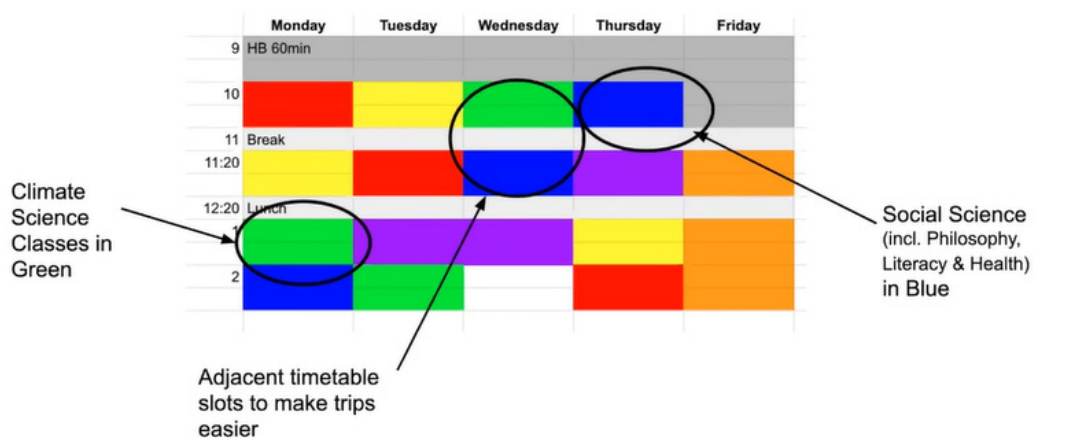 Monday Tuesday Wednesday Thursday Friday
9 HB 60min
10
11 Break
11:20
12:20 Lunch
1
2
Climate
Science
Classes in
Green
Social Science
(incl. Philosophy,
Literacy & Health)
in Blue
Adjacent timetable
slots to make trips
easier